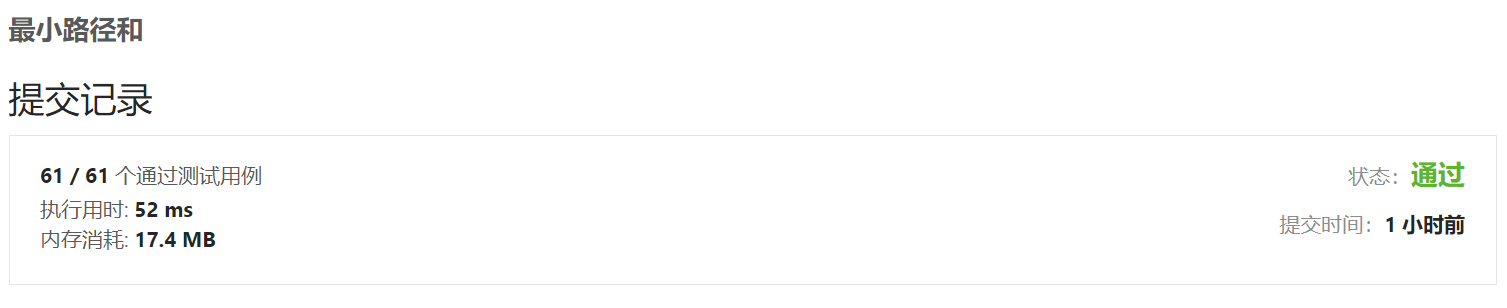 最小路径和
提交记录
61 / 61 个通过测试用例
状态：通过
执行用时: 52 ms
提交时间：1 小时前
内存消耗: 17.4 MB